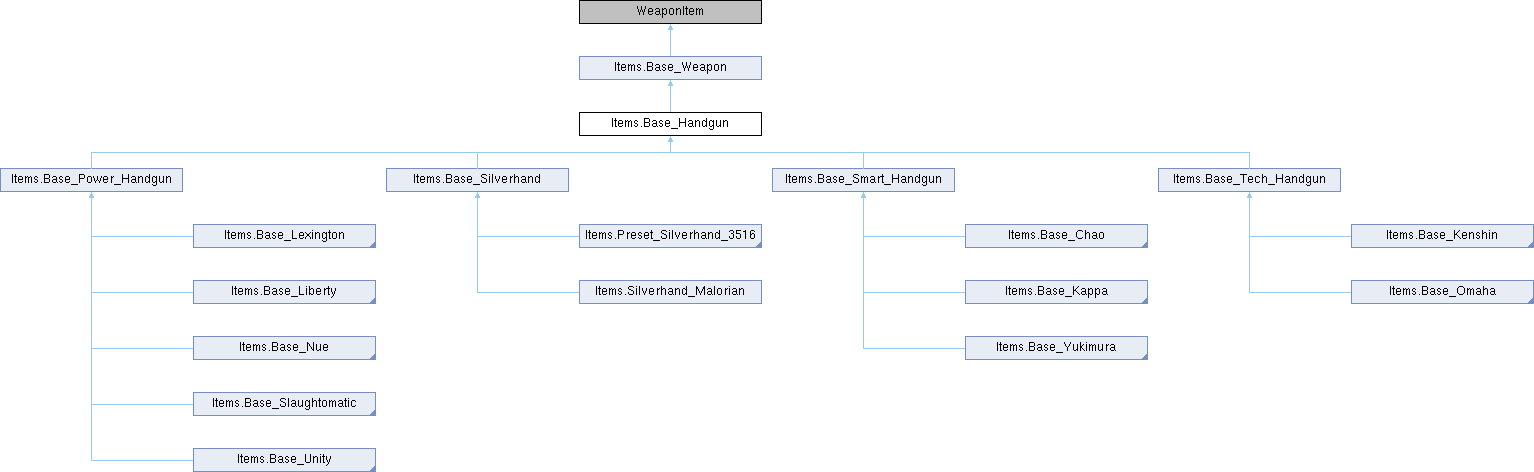 WeaponItem
Items.Base_Weapon
Items.Base_Handgun
Items.Base_Power_Handgun
Items.Base_Silverhand
Items.Base_Smart_Handgun
Items.Base_Tech_Handgun
Items.Base_Lexington
Items.Preset_Silverhand_3516
Items.Base_Chao
Items.Base_Kenshin
Items.Base_Liberty
Items.Silverhand_Malorian
Items.Base_Kappa
Items.Base_Omaha
Items.Base_Nue
Items.Base_Yukimura
Items.Base_Slaughtomatic
Items.Base_Unity